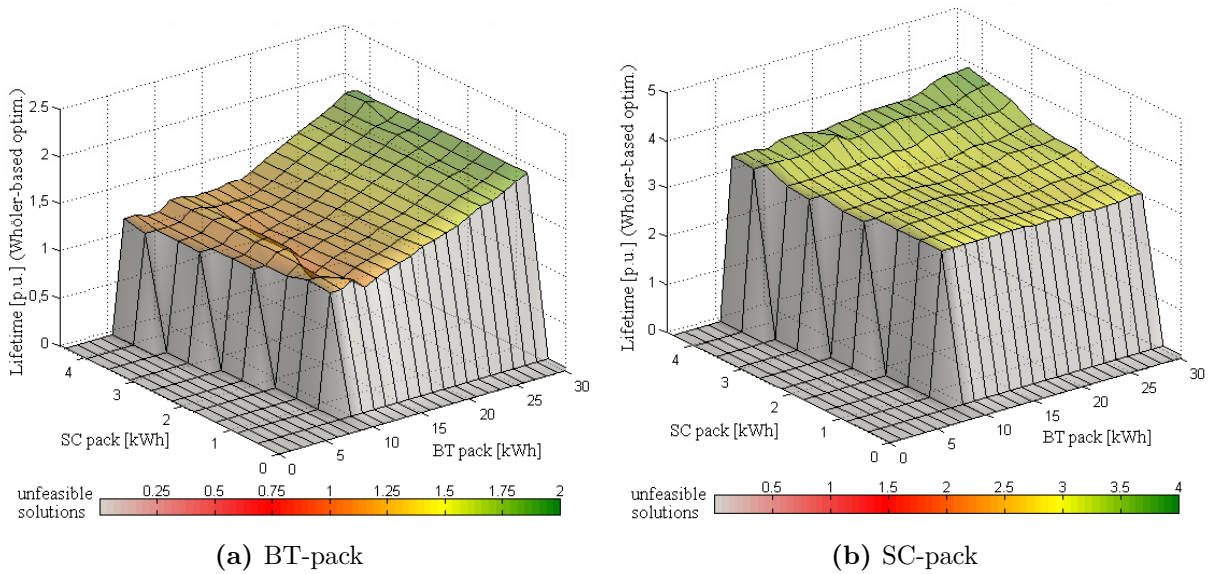 Lifetime [p.u.] (Whöler-based optim.)
2.5
2
1.5
1
0.5
0
4
3
2
1
0
SC pack [kWh]
0
5
10
15
20
25
30
BT pack [kWh]
unfeasible
solutions
0.25 0.5 0.75 1 1.25 1.5 1.75 2
(a) BT-pack
Lifetime [p.u.] (Whöler-based optim.)
5
4
3
2
1
0
4
3
2
1
0
SC pack [kWh]
0
5
10
15
20
25
30
BT pack [kWh]
unfeasible
solutions
0.5 1 1.5 2 2.5 3 3.5 4
(b) SC-pack